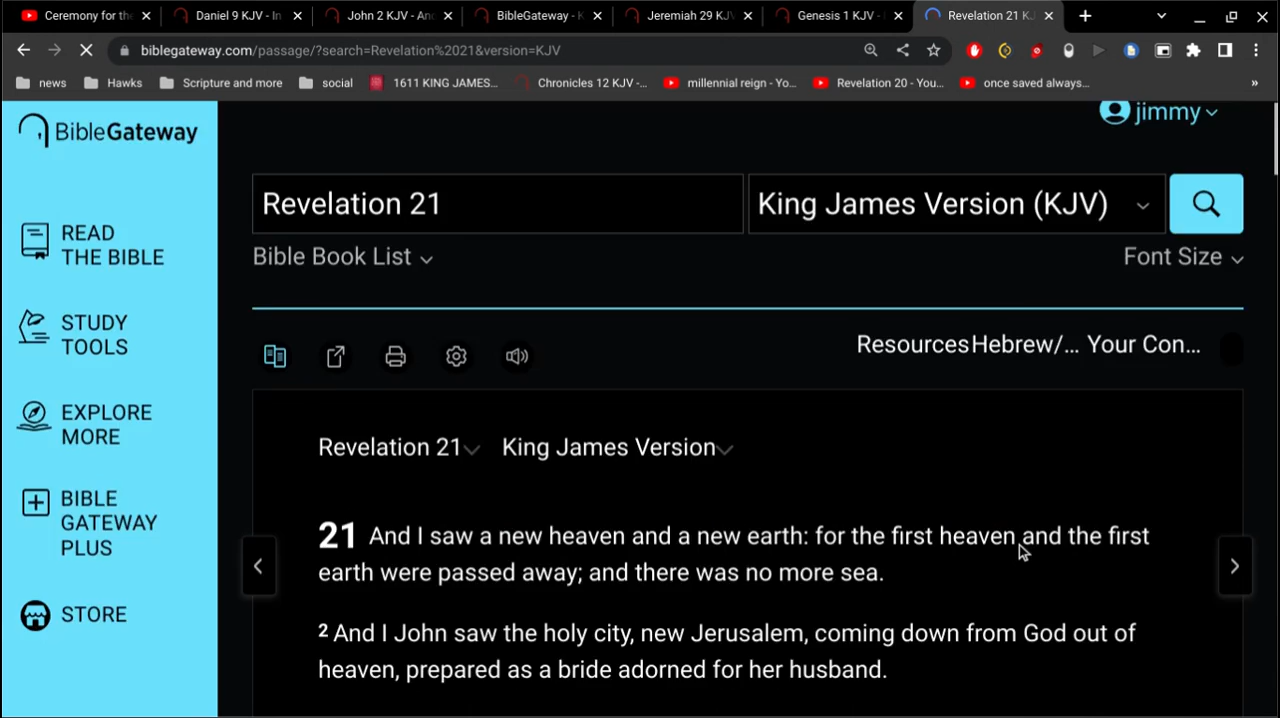 Ceremony for the
Daniel 9 KJV - In
John 2 KJV - And
BibleGateway - K
Jeremiah 29 KJV
Genesis 1 KJV -
Revelation 21 KJ
biblegateway.com/passage/?search=Revelation%2021&version=KJV
news
Hawks
Scripture and more
social
1611 KING JAMES...
Chronicles 12 KJV -...
millennial reign - Yo...
Revelation 20 - You...
once saved always...
»
BibleGateway
jimmy
Revelation 21
King James Version (KJV)
Bible Book List
Font Size
READ
THE BIBLE
STUDY
TOOLS
EXPLORE
MORE
BIBLE
GATEWAY
PLUS
STORE
Resources Hebrew/... Your Con...
Revelation 21 King James Version
21 And I saw a new heaven and a new earth: for the first heaven and the first
earth were passed away; and there was no more sea.
2 And I John saw the holy city, new Jerusalem, coming down from God out of
heaven, prepared as a bride adorned for her husband.